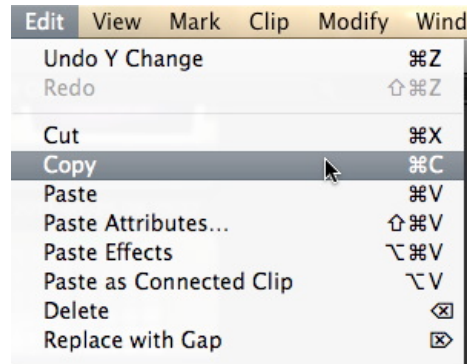 Edit View Mark Clip Modify Wind
Undo Y Change ⌘Z
Redo ⇧⌘Z
Cut ⌘X
Copy ⌘C
Paste ⌘V
Paste Attributes... ⇧⌘V
Paste Effects ⌥⌘V
Paste as Connected Clip ⌥V
Delete ⌫
Replace with Gap ⌦